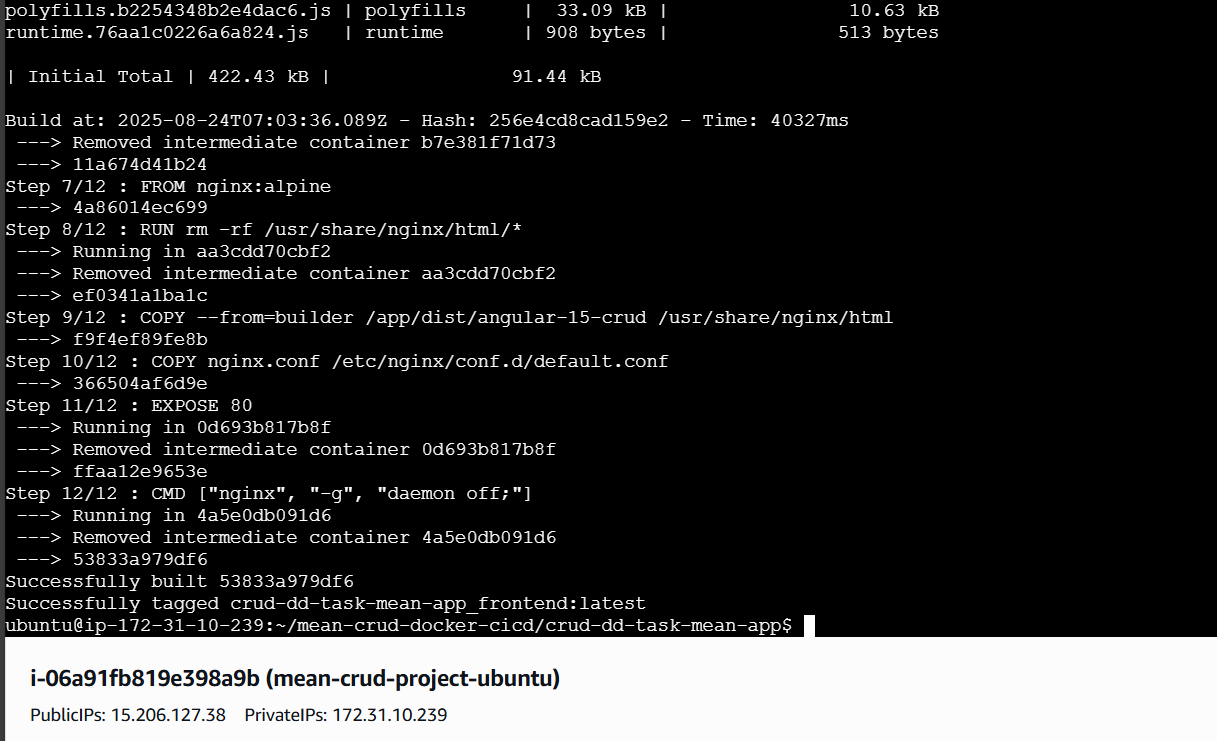 polyfills.b2254348b2e4dac6.js | polyfills     |  33.09 kB |                10.63 kB
runtime.76aa1c0226a6a824.js   | runtime       | 908 bytes |               513 bytes
| Initial Total | 422.43 kB |                91.44 kB
Build at: 2025-08-24T07:03:36.089Z - Hash: 256e4cd8cad159e2 - Time: 40327ms
 ---> Removed intermediate container b7e381f71d73
 ---> 11a674d41b24
Step 7/12 : FROM nginx:alpine
 ---> 4a86014ec699
Step 8/12 : RUN rm -rf /usr/share/nginx/html/*
 ---> Running in aa3cdd70cbf2
 ---> Removed intermediate container aa3cdd70cbf2
 ---> ef0341a1ba1c
Step 9/12 : COPY --from=builder /app/dist/angular-15-crud /usr/share/nginx/html
 ---> f9f4ef89fe8b
Step 10/12 : COPY nginx.conf /etc/nginx/conf.d/default.conf
 ---> 366504af6d9e
Step 11/12 : EXPOSE 80
 ---> Running in 0d693b817b8f
 ---> Removed intermediate container 0d693b817b8f
 ---> ffaa12e9653e
Step 12/12 : CMD ["nginx", "-g", "daemon off;"]
 ---> Running in 4a5e0db091d6
 ---> Removed intermediate container 4a5e0db091d6
 ---> 53833a979df6
Successfully built 53833a979df6
Successfully tagged crud-dd-task-mean-app_frontend:latest
ubuntu@ip-172-31-10-239:~/mean-crud-docker-cicd/crud-dd-task-mean-app$
i-06a91fb819e398a9b (mean-crud-project-ubuntu)
PublicIPs: 15.206.127.38    PrivateIPs: 172.31.10.239